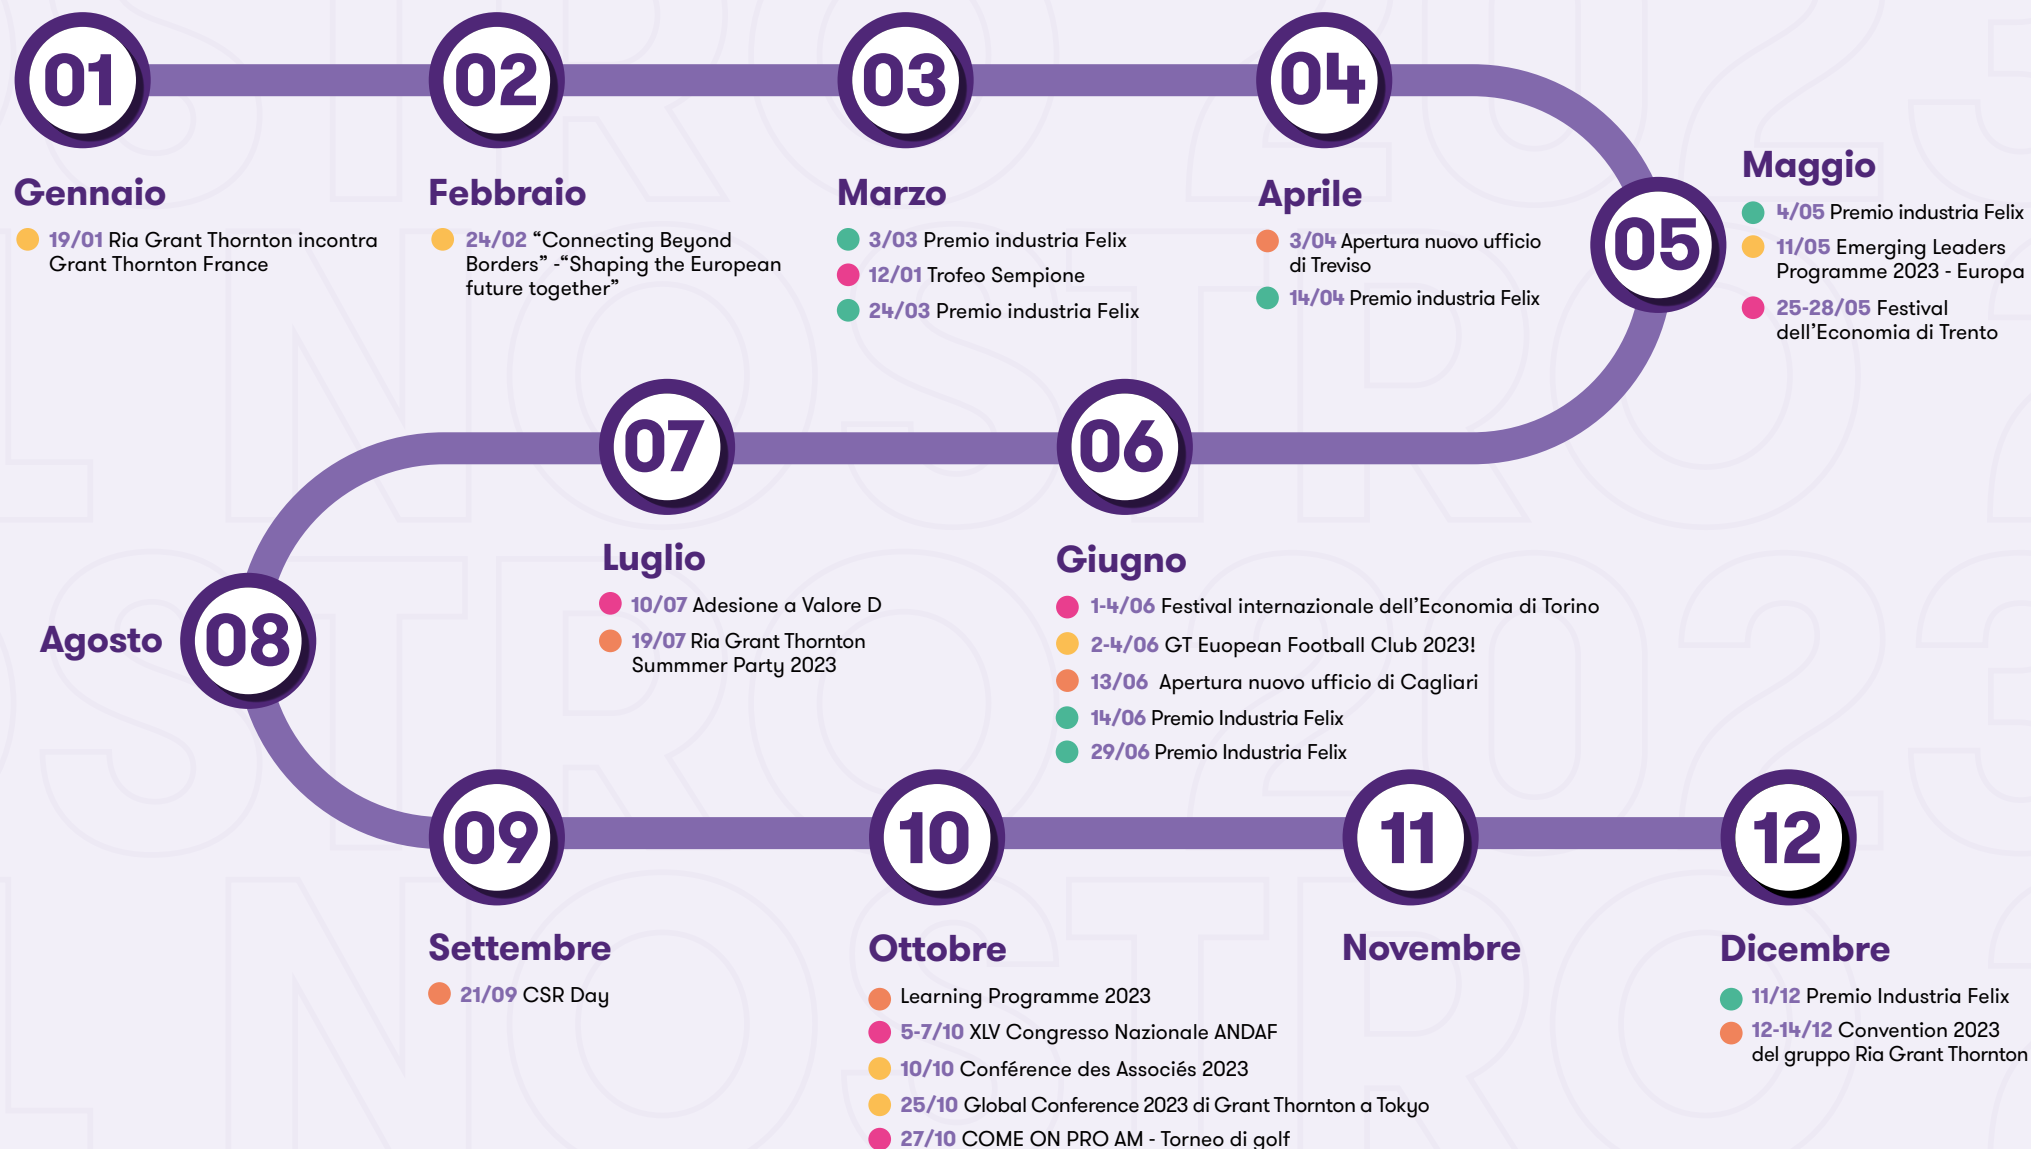 01
Gennaio
19/01 Ria Grant Thornton incontra
Grant Thornton France
02
Febbraio
24/02 “Connecting Beyond
Borders” -“Shaping the European
future together”
03
Marzo
3/03 Premio industria Felix
12/01 Trofeo Sempione
24/03 Premio industria Felix
04
Aprile
3/04 Apertura nuovo ufficio
di Treviso
14/04 Premio industria Felix
05
Maggio
4/05 Premio industria Felix
11/05 Emerging Leaders
Programme 2023 - Europa
25-28/05 Festival
dell’Economia di Trento
06
Giugno
1-4/06 Festival internazionale dell’Economia di Torino
2-4/06 GT Euopean Football Club 2023!
13/06 Apertura nuovo ufficio di Cagliari
14/06 Premio Industria Felix
29/06 Premio Industria Felix
07
Luglio
10/07 Adesione a Valore D
19/07 Ria Grant Thornton
Summmer Party 2023
08
Agosto
09
Settembre
21/09 CSR Day
10
Ottobre
Learning Programme 2023
5-7/10 XLV Congresso Nazionale ANDAF
10/10 Conférence des Associés 2023
25/10 Global Conference 2023 di Grant Thornton a Tokyo
27/10 COME ON PRO AM - Torneo di golf
11
Novembre
12
Dicembre
11/12 Premio Industria Felix
12-14/12 Convention 2023
del gruppo Ria Grant Thornton